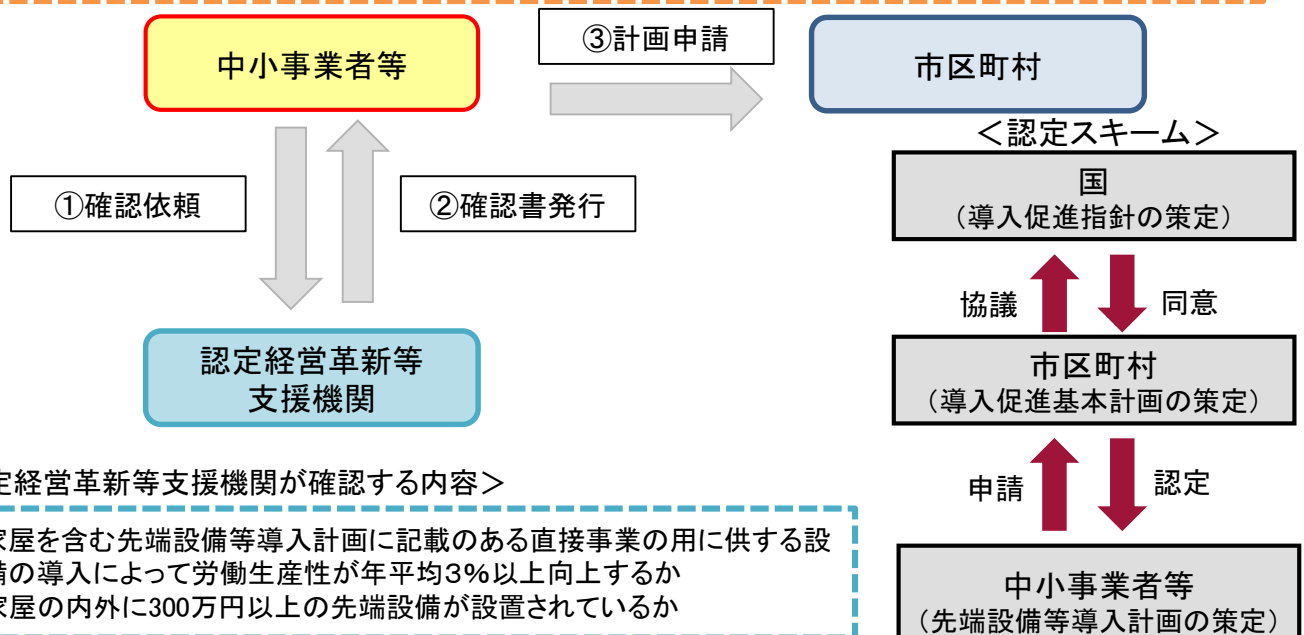 中小事業者等
③計画申請
市区町村
①確認依頼
②確認書発行
認定経営革新等
支援機関
＜認定スキーム＞
国
（導入促進指針の策定）
協議
同意
市区町村
（導入促進基本計画の策定）
申請
認定
中小事業者等
（先端設備等導入計画の策定）
定経営革新等支援機関が確認する内容＞
家屋を含む先端設備等導入計画に記載のある直接事業の用に供する設
備の導入によって労働生産性が年平均３％以上向上するか
家屋の内外に300万円以上の先端設備が設置されているか